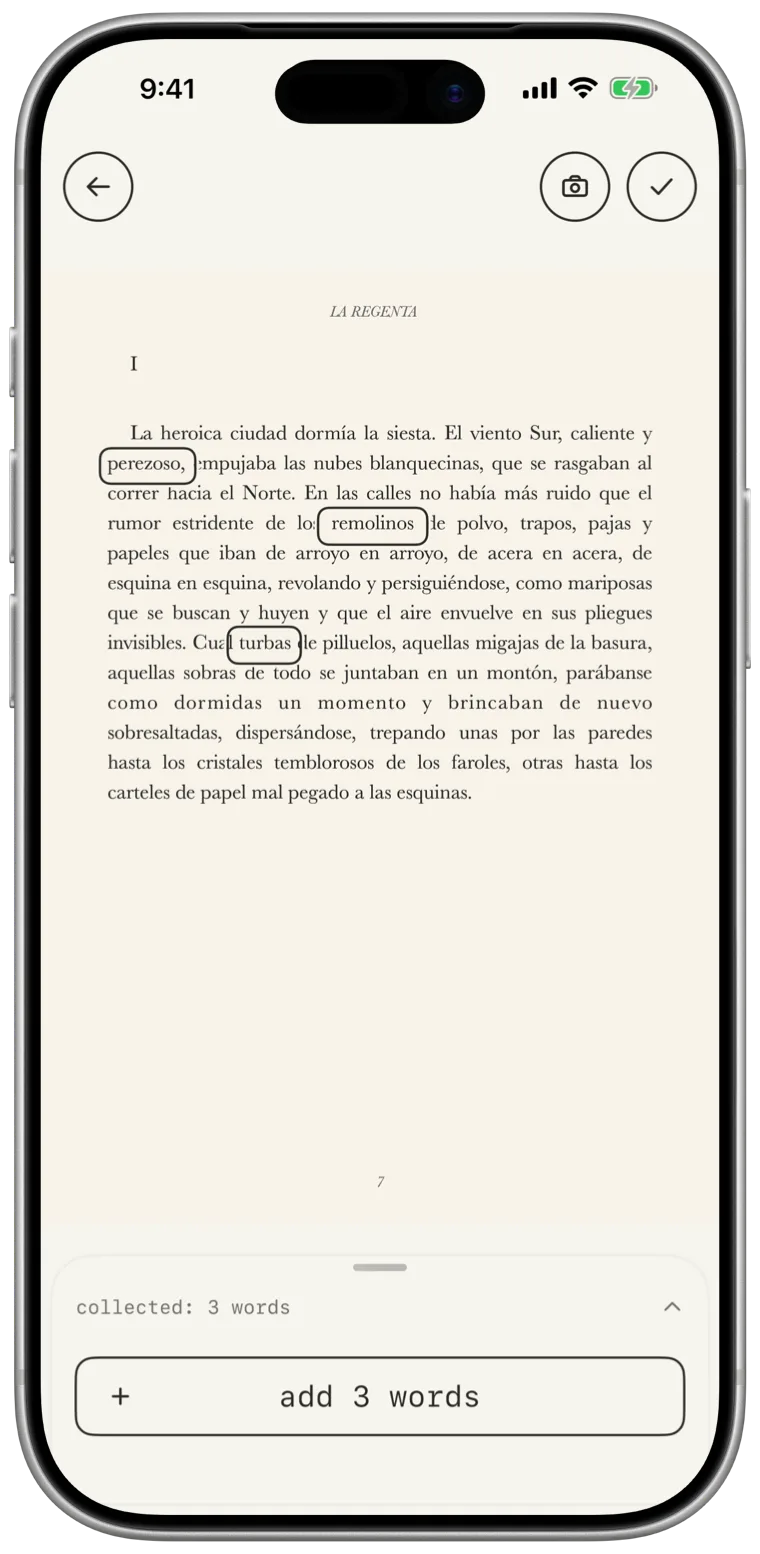 9:41
LA REGENTA
I
La heroica ciudad dormía la siesta. El viento Sur, caliente y
perezoso, empujaba las nubes blanquecinas, que se rasgaban al
correr hacia el Norte. En las calles no había más ruido que el
rumor estridente de los remolinos de polvo, trapos, pajas y
papeles que iban de arroyo en arroyo, de acera en acera, de
esquina en esquina, revolando y persiguiéndose, como mariposas
que se buscan y huyen y que el aire envuelve en sus pliegues
invisibles. Cual turbas de pilluelos, aquellas migajas de la basura,
aquellas sobras de todo se juntaban en un montón, parábanse
como dormidas un momento y brincaban de nuevo
sobresaltadas, dispersándose, trepando unas por las paredes
hasta los cristales temblorosos de los faroles, otras hasta los
carteles de papel mal pegado a las esquinas.
7
collected: 3 words
+ add 3 words